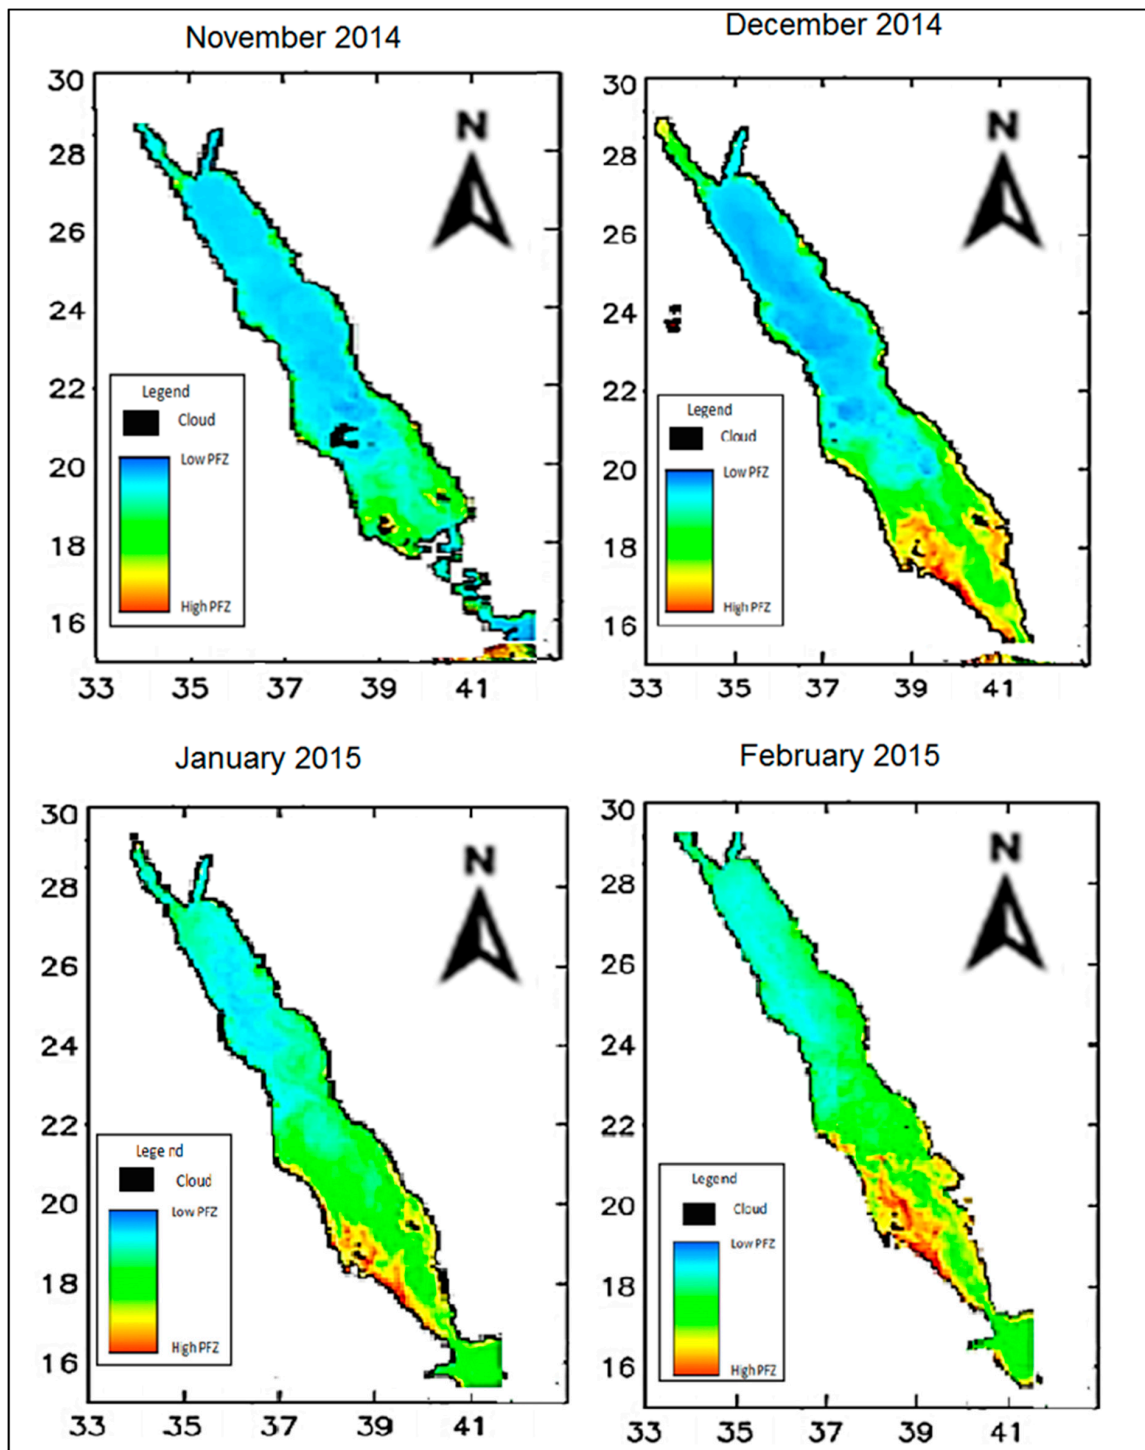 November 2014
December 2014
30
28
26
24
22
20
18
16
33 35 37 39 41
N
Legend
Cloud
Low PFZ
High PFZ
30
28
26
24
22
20
18
16
33 35 37 39 41
N
Legend
Cloud
Low PFZ
High PFZ
January 2015
February 2015
30
28
26
24
22
20
18
16
33 35 37 39 41
N
Legend
Cloud
Low PFZ
High PFZ
30
28
26
24
22
20
18
16
33 35 37 39 41
N
Legend
Cloud
Low PFZ
High PFZ